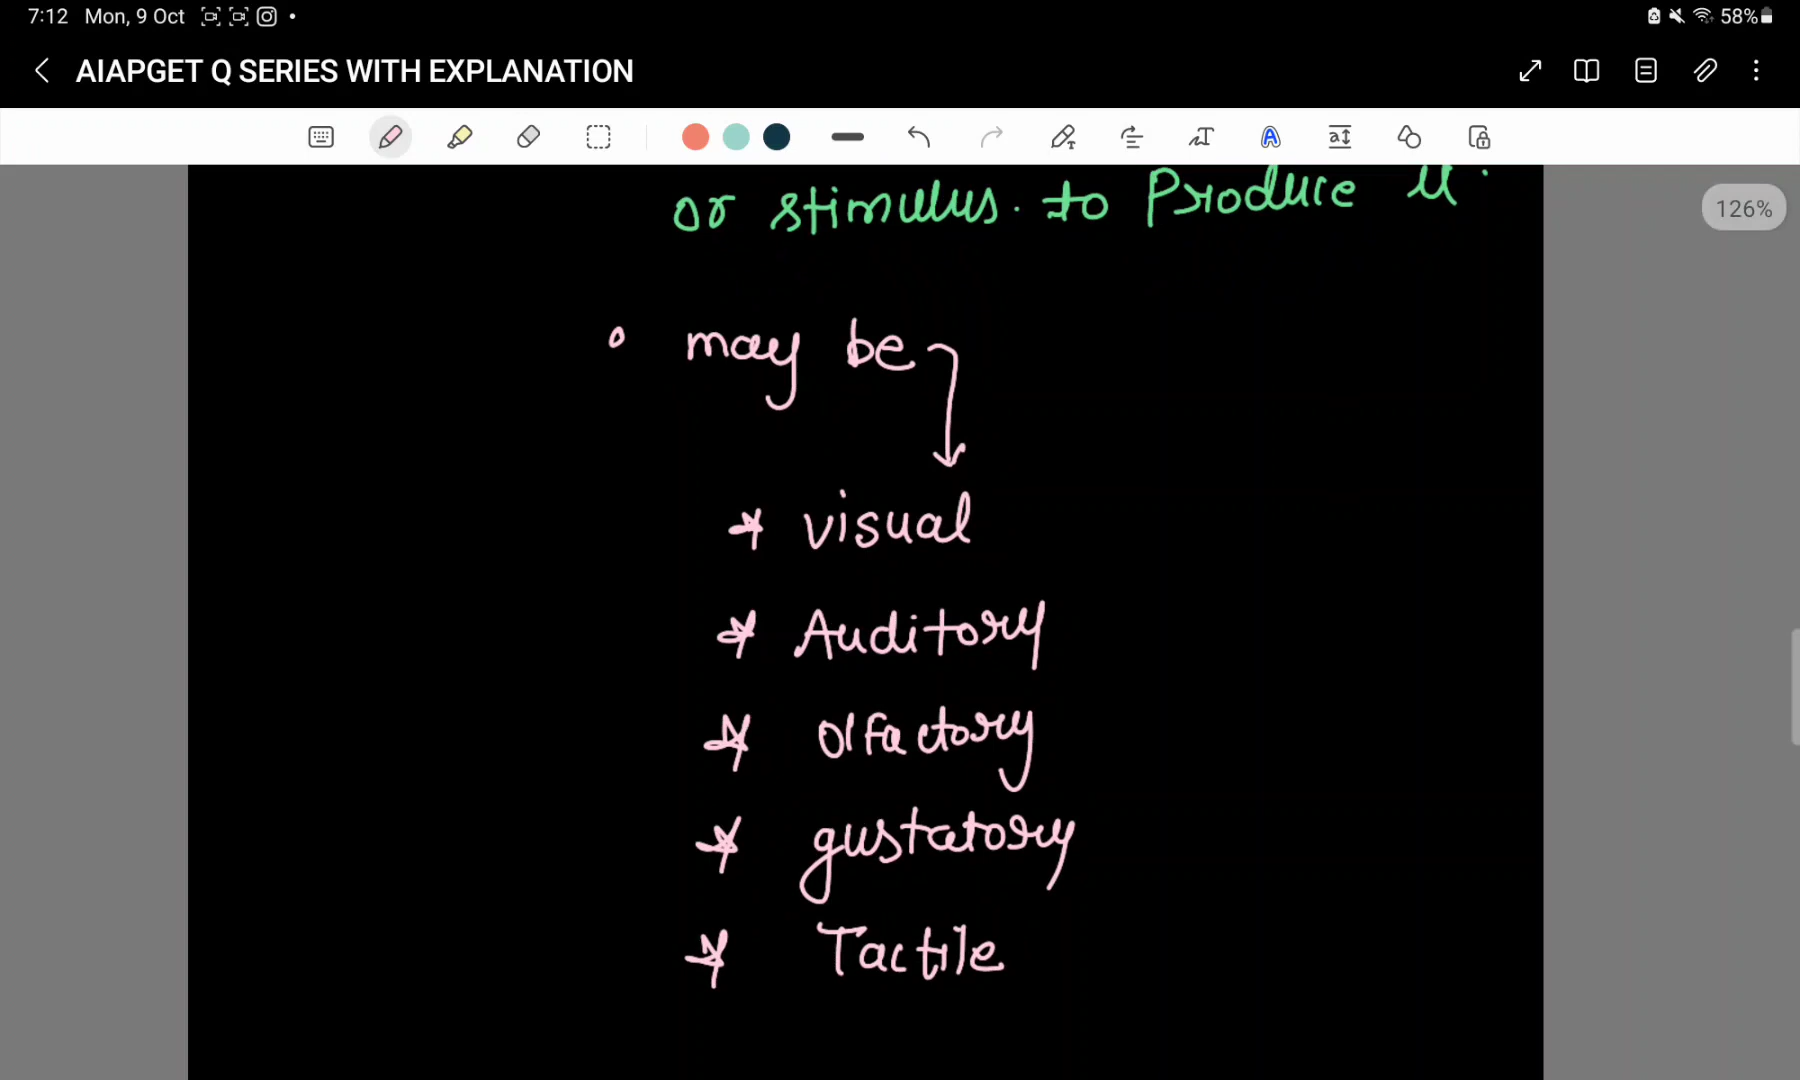 7:12 Mon, 9 Oct 58%
AIAPGET Q SERIES WITH EXPLANATION
126%
or stimulus. to Produce it.
may be
* visual
* Auditory
* olfactory
* gustatory
* Tactile